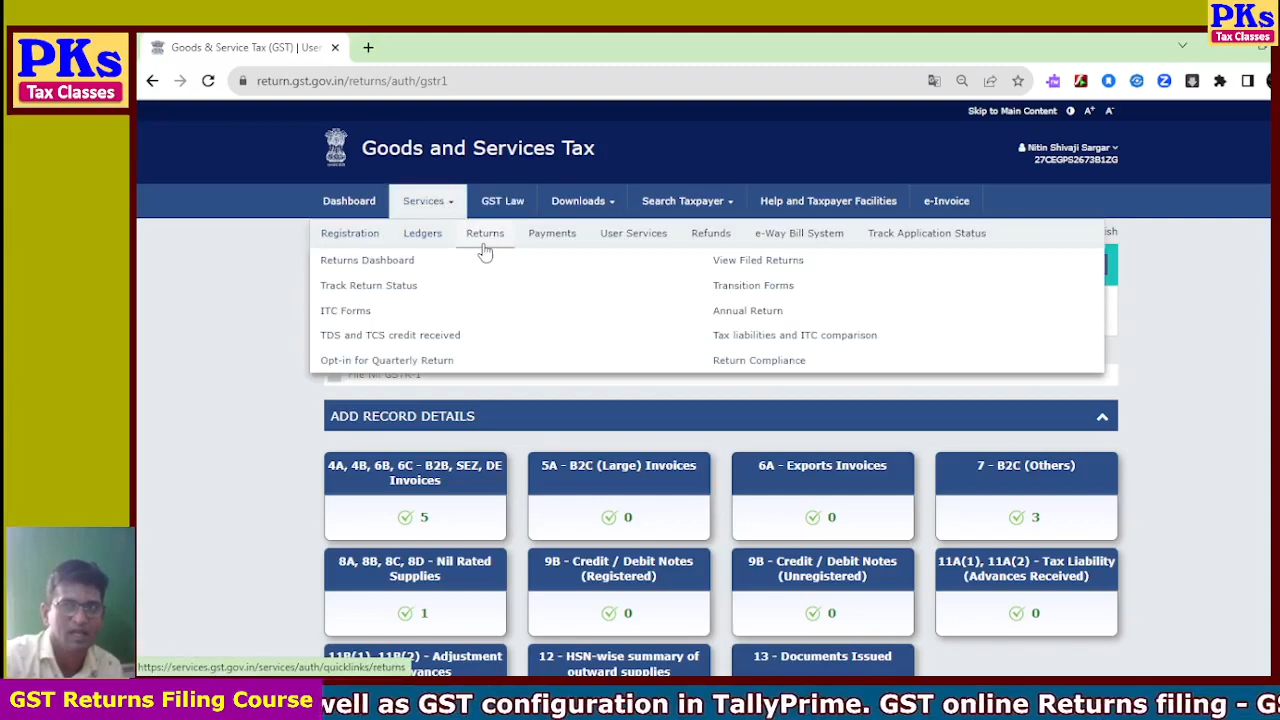 PKs
Tax Classes
PKs
Tax Classes
Goods & Service Tax (GST) | User
return.gst.gov.in/returns/auth/gstr1
Skip to Main Content A+ A-
Goods and Services Tax
Nitin Shivaji Sargar
27CEGPS2673B1ZG
Dashboard Services GST Law Downloads Search Taxpayer Help and Taxpayer Facilities e-Invoice
Registration Ledgers Returns Payments User Services Refunds e-Way Bill System Track Application Status
Returns Dashboard View Filed Returns
Track Return Status Transition Forms
ITC Forms Annual Return
TDS and TCS credit received Tax liabilities and ITC comparison
Opt-in for Quarterly Return Return Compliance
ADD RECORD DETAILS
4A, 4B, 6B, 6C - B2B, SEZ, DE Invoices
5
5A - B2C (Large) Invoices
0
6A - Exports Invoices
0
7 - B2C (Others)
3
8A, 8B, 8C, 8D - Nil Rated Supplies
1
9B - Credit / Debit Notes (Registered)
0
9B - Credit / Debit Notes (Unregistered)
0
11A(1), 11A(2) - Tax Liability (Advances Received)
0
11B(1), 11B(2) - Adjustment
12 - HSN-wise summary of outward supplies
13 - Documents Issued
https://services.gst.gov.in/services/auth/quicklinks/returns
GST Returns Filing Course
well as GST configuration in TallyPrime. GST online Returns filing - GS